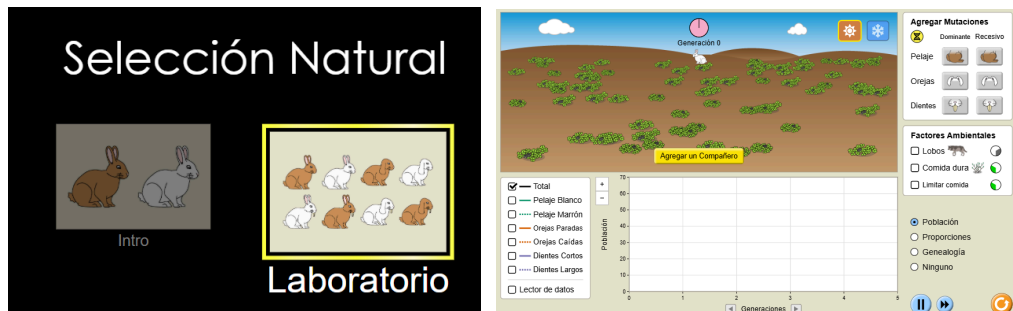 Selección Natural
Intro
Laboratorio
Generación 0
Agregar un Compañero
Agregar Mutaciones
Dominante Recesivo
Pelaje
Orejas
Dientes
Factores Ambientales
Lobos
Comida dura
Limitar comida
Población
Proporciones
Genealogía
Ninguno
Total
Pelaje Blanco
Pelaje Marrón
Orejas Paradas
Orejas Caídas
Dientes Cortos
Dientes Largos
Lector de datos
+
-
Población
70
60
50
40
30
20
10
0
0 1 2 3 4 5
Generaciones